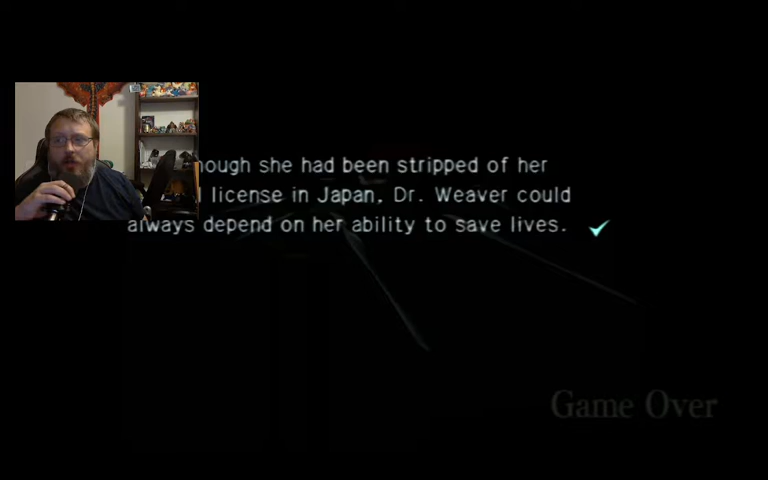 hough she had been stripped of her
license in Japan, Dr. Weaver could
always depend on her ability to save lives.
Game Over